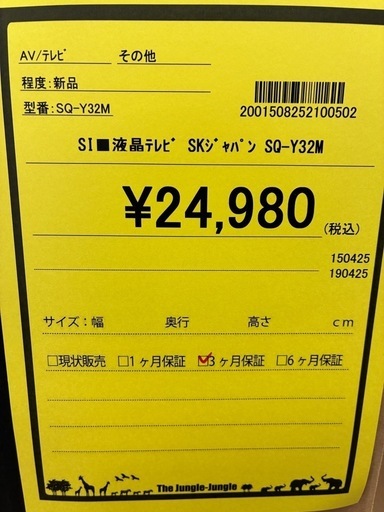 AV/ﾃﾚﾋﾞ その他
程度:新品
型番:SQ-Y32M
2001508252100502
SI■液晶ﾃﾚﾋﾞ SKｼﾞｬﾊﾟﾝ SQ-Y32M
¥24,980(税込)
150425
190425
サイズ:幅 奥行 高さ cm
□現状販売 □1ヶ月保証 ☑3ヶ月保証 □6ヶ月保証
The Jungle-Jungle